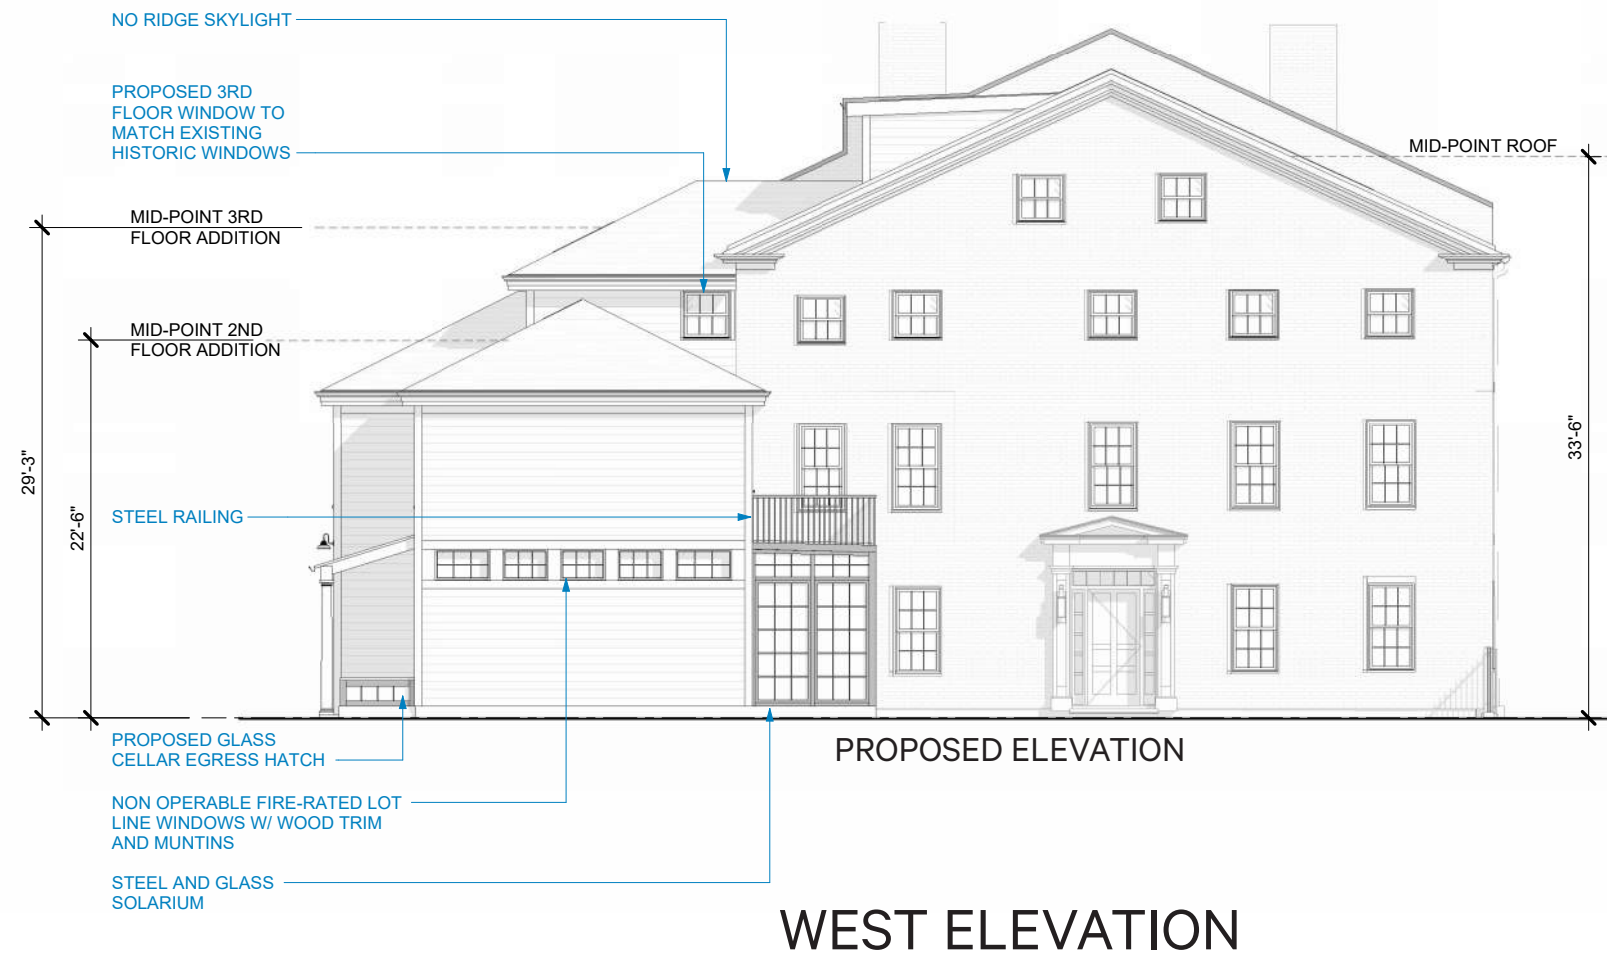 NO RIDGE SKYLIGHT
PROPOSED 3RD
FLOOR WINDOW TO
MATCH EXISTING
HISTORIC WINDOWS
MID-POINT ROOF
MID-POINT 3RD
FLOOR ADDITION
MID-POINT 2ND
FLOOR ADDITION
29'-3"
22'-6"
33'-6"
STEEL RAILING
PROPOSED GLASS
CELLAR EGRESS HATCH
PROPOSED ELEVATION
NON OPERABLE FIRE-RATED LOT
LINE WINDOWS W/ WOOD TRIM
AND MUNTINS
STEEL AND GLASS
SOLARIUM
WEST ELEVATION